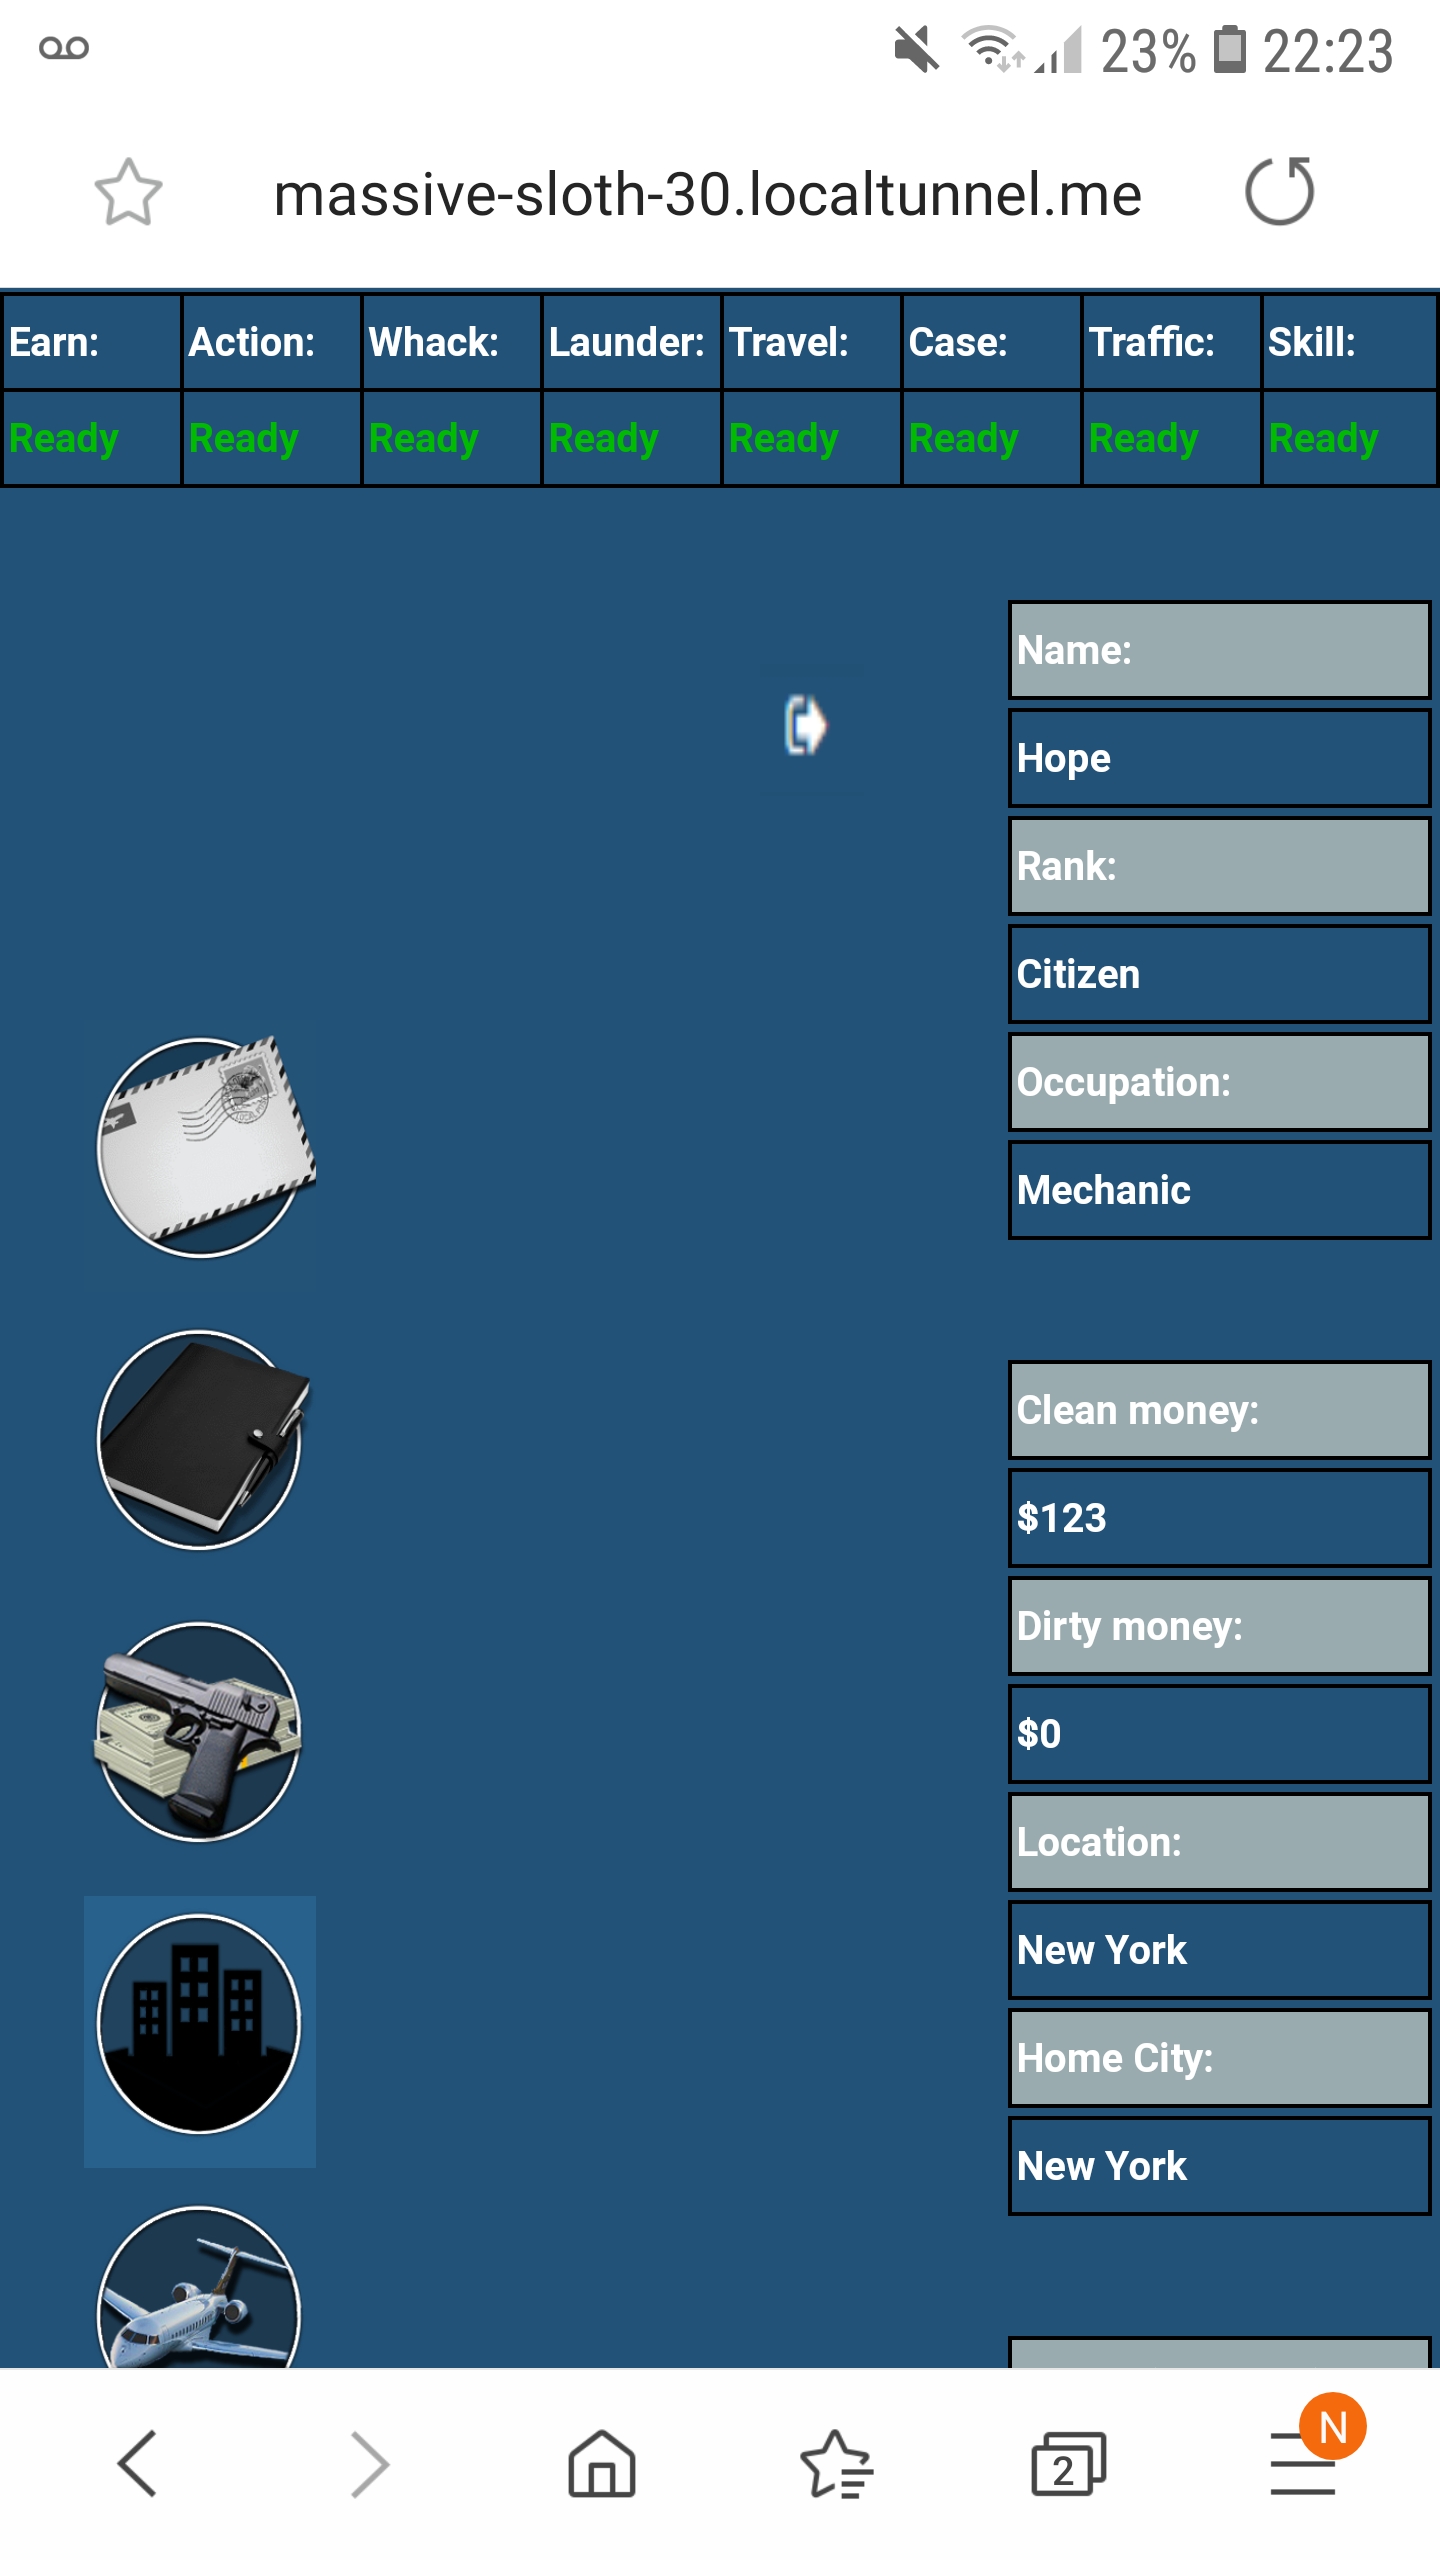 23% 22:23
massive-sloth-30.localtunnel.me
Earn: Action: Whack: Launder: Travel: Case: Traffic: Skill:
Ready Ready Ready Ready Ready Ready Ready Ready
Name:
Hope
Rank:
Citizen
Occupation:
Mechanic
Clean money:
$123
Dirty money:
$0
Location:
New York
Home City:
New York
N
2